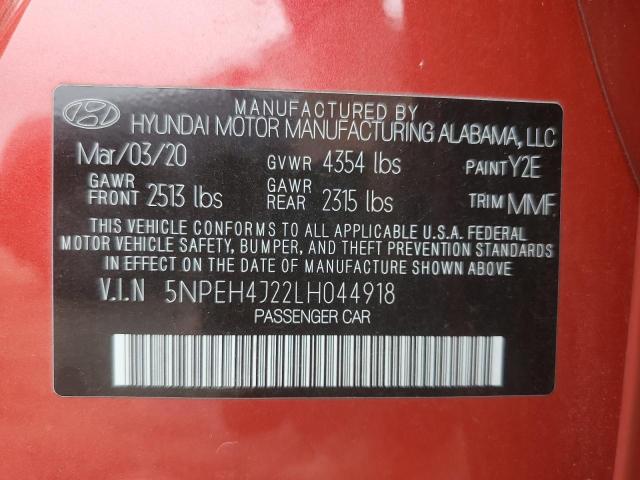 MANUFACTURED BY
HYUNDAI MOTOR MANUFACTURING ALABAMA, LLC
Mar/03/20 GVWR 4354 lbs PAINT Y2E
GAWR FRONT 2513 lbs GAWR REAR 2315 lbs TRIM MMF
THIS VEHICLE CONFORMS TO ALL APPLICABLE U.S.A. FEDERAL
MOTOR VEHICLE SAFETY, BUMPER, AND THEFT PREVENTION STANDARDS
IN EFFECT ON THE DATE OF MANUFACTURE SHOWN ABOVE
V.I.N 5NPEH4J22LH044918
PASSENGER CAR